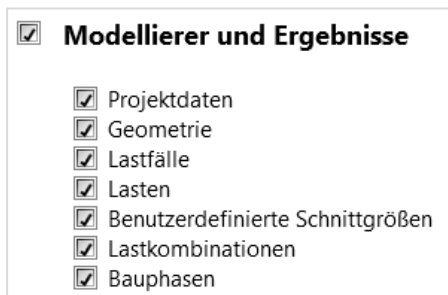 Modellierer und Ergebnisse
Projektdaten
Geometrie
Lastfälle
Lasten
Benutzerdefinierte Schnittgrößen
Lastkombinationen
Bauphasen